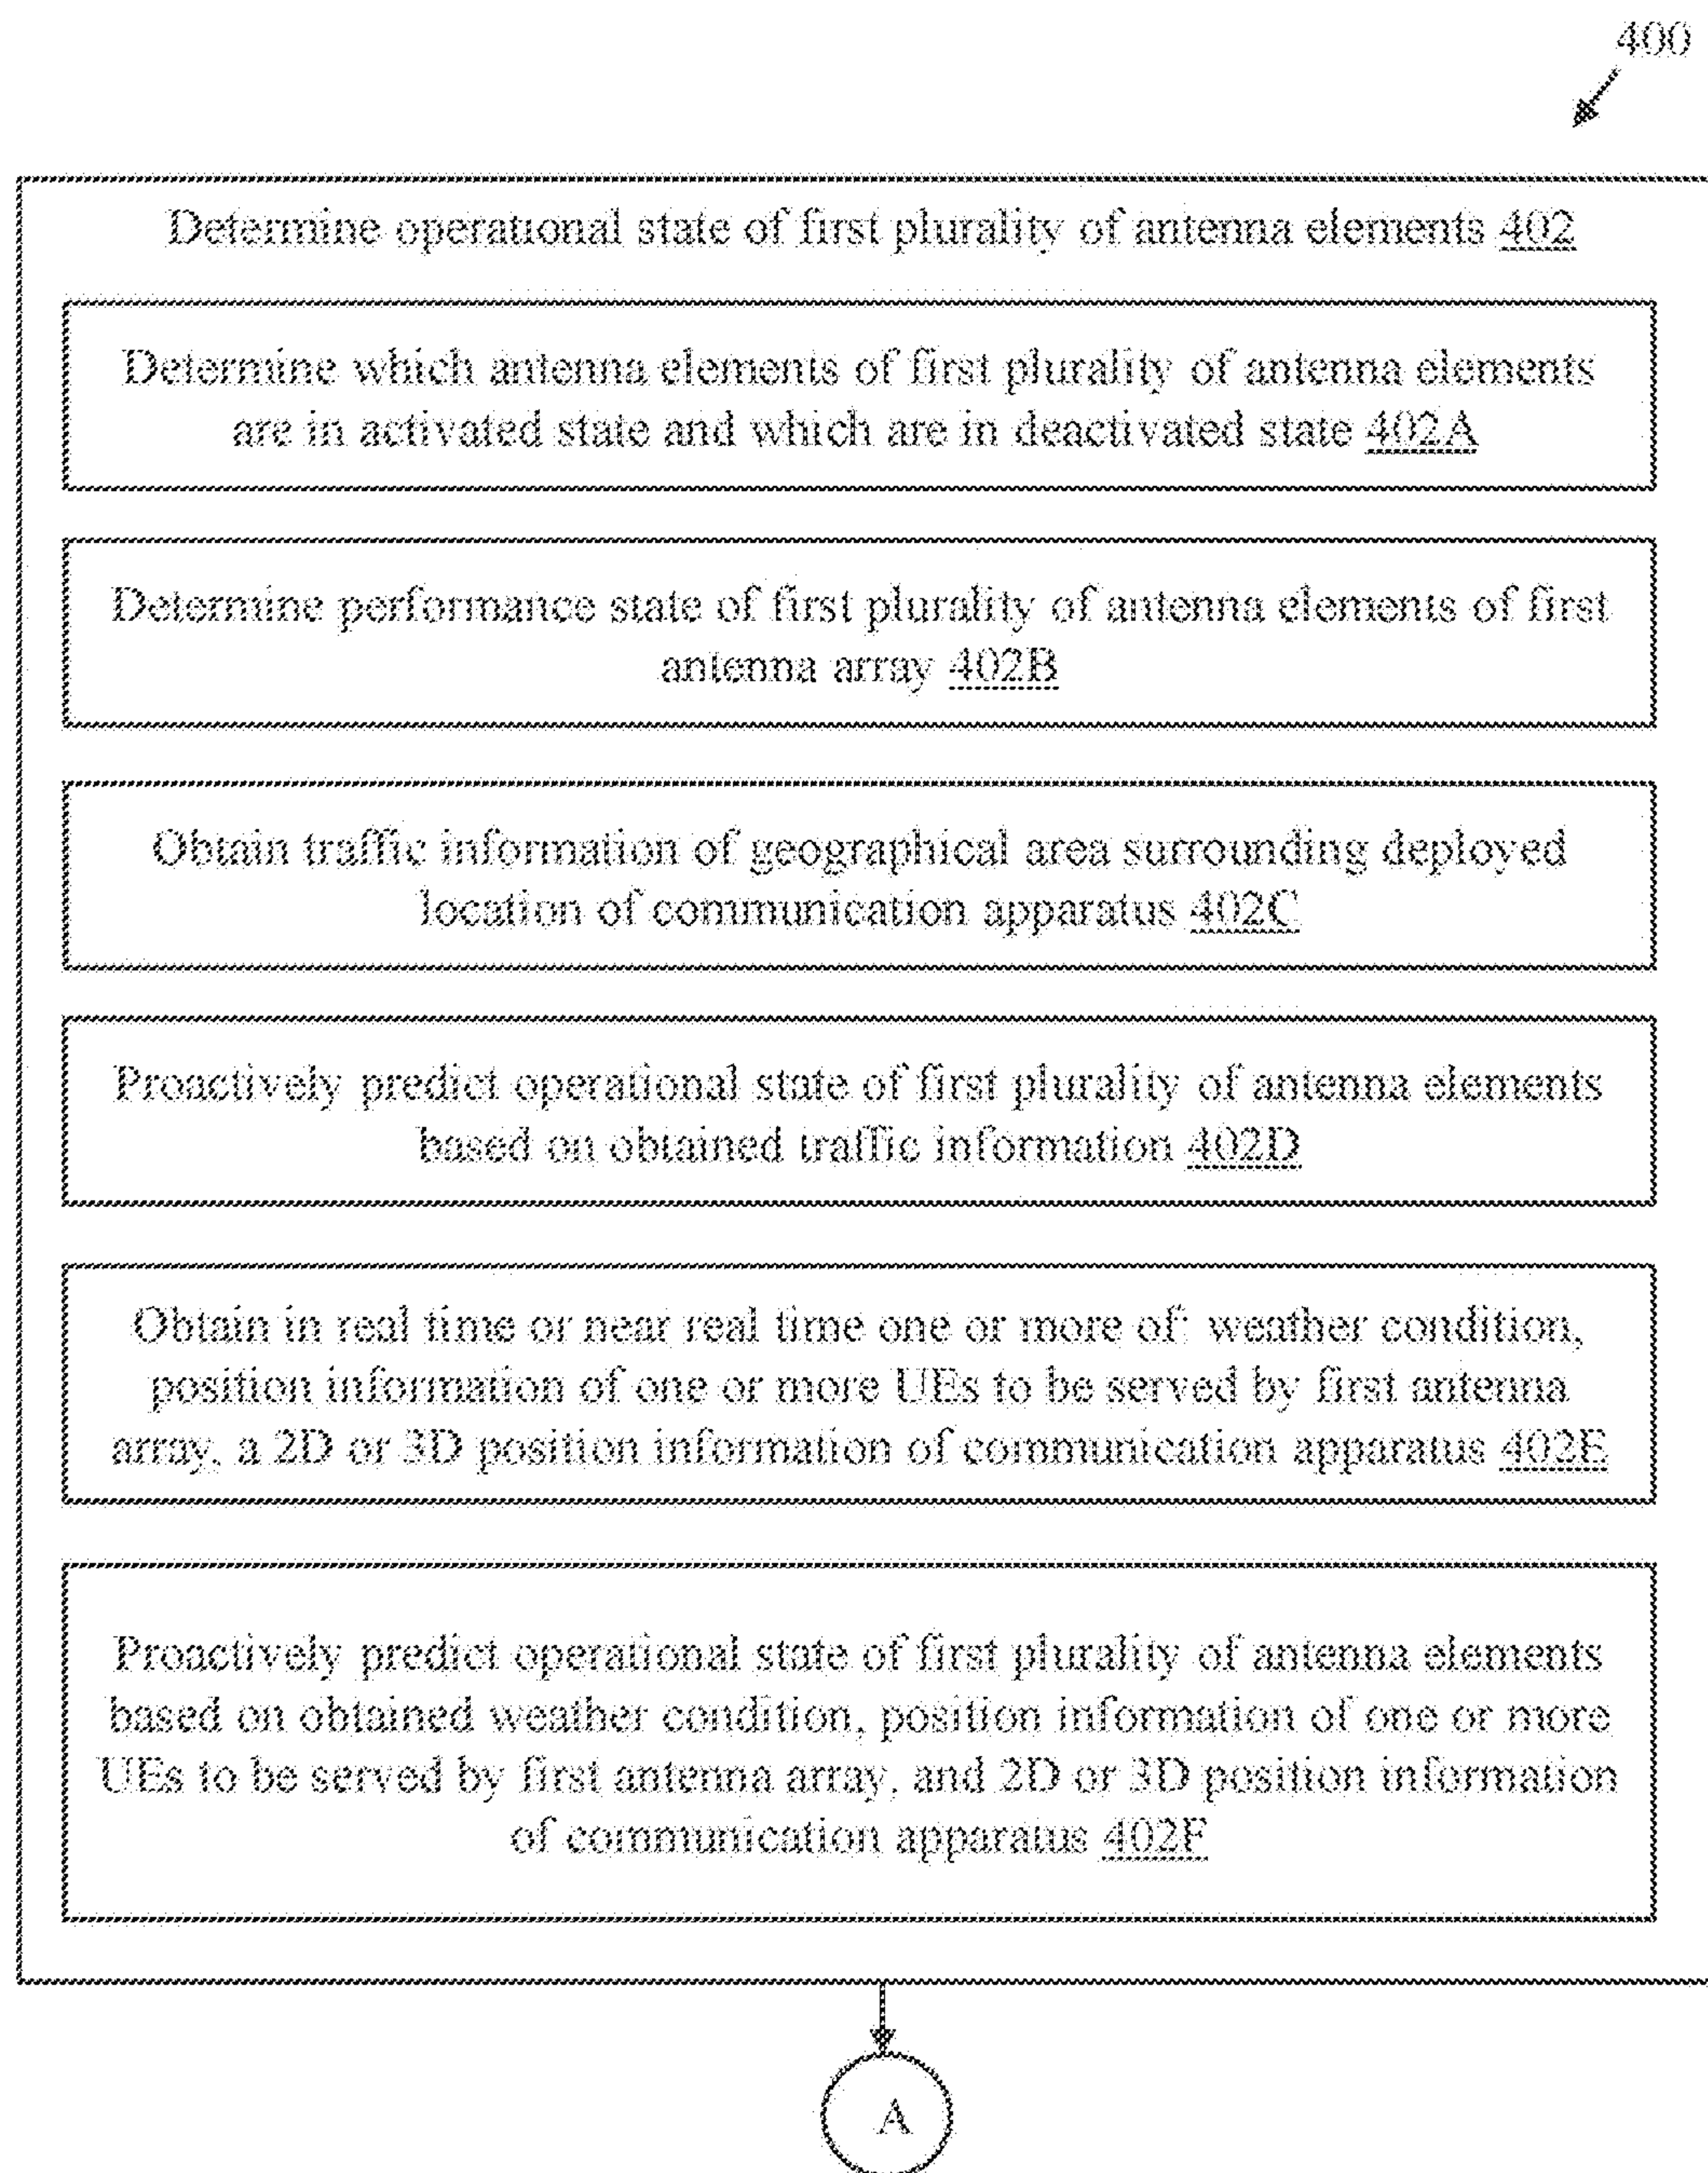 400
Determine operational state of first plurality of antenna elements 402
Determine which antenna elements of first plurality of antenna elements
are in activated state and which are in deactivated state 402A
Determine performance state of first plurality of antenna elements of first
antenna array 402B
Obtain traffic information of geographical area surrounding deployed
location of communication apparatus 402C
Proactively predict operational state of first plurality of antenna elements
based on obtained traffic information 402D
Obtain in real time or near real time one or more of: weather condition,
position information of one or more UEs to be served by first antenna
array, a 2D or 3D position information of communication apparatus 402E
Proactively predict operational state of first plurality of antenna elements
based on obtained weather condition, position information of one or more
UEs to be served by first antenna array, and 2D or 3D position information
of communication apparatus 402F
A